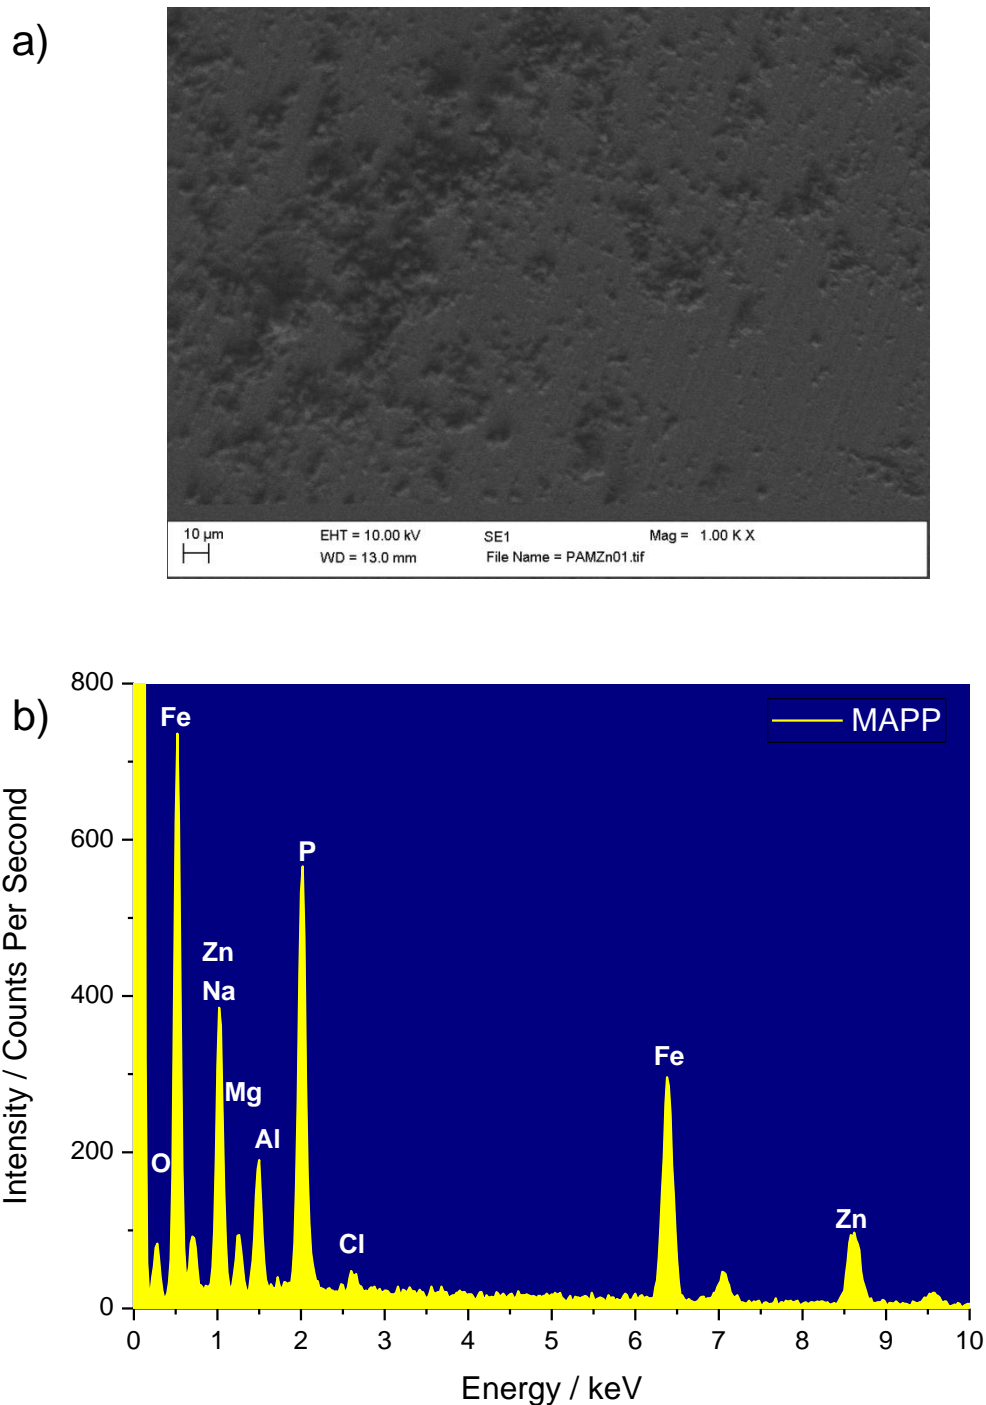 a)
10 µm
EHT = 10.00 kV
SE1
Mag = 1.00 K X
WD = 13.0 mm
File Name = PAMZn01.tif
b)
MAPP
Fe
P
Zn
Na
Mg
Al
O
Cl
Fe
Zn
800
600
400
200
0
0 1 2 3 4 5 6 7 8 9 10
Intensity / Counts Per Second
Energy / keV